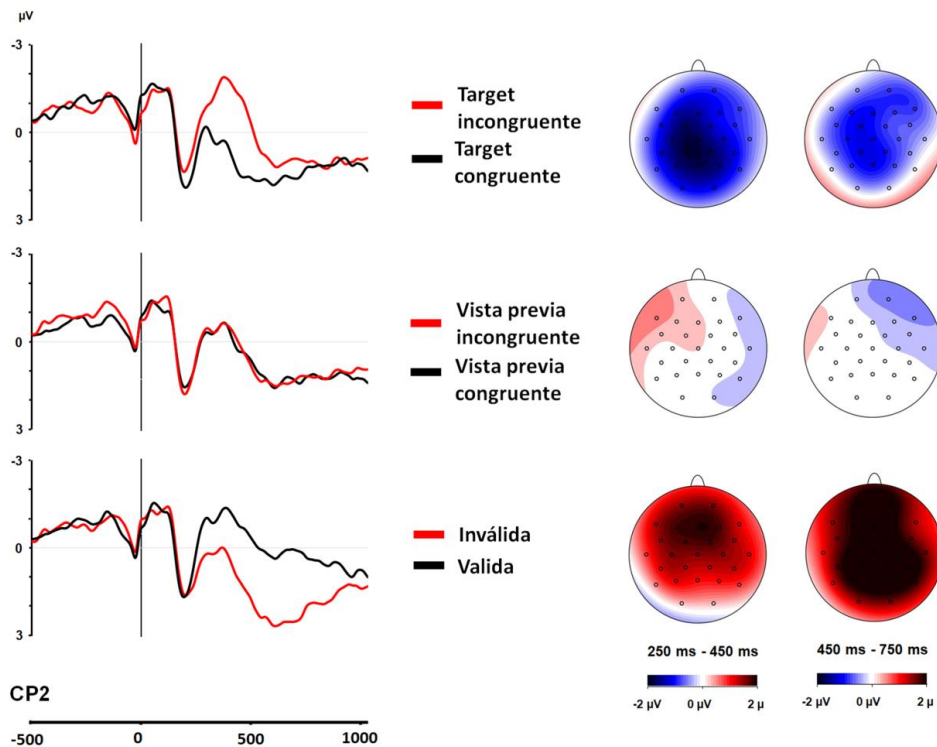 µV
-3
0
3
Target
incongruente
Target
congruente
-3
0
3
Vista previa
incongruente
Vista previa
congruente
-3
0
3
Inválida
Valida
250 ms - 450 ms
450 ms - 750 ms
-2 µV
0 µV
2 µ
-2 µV
0 µV
2 µ
CP2
-500
0
500
1000